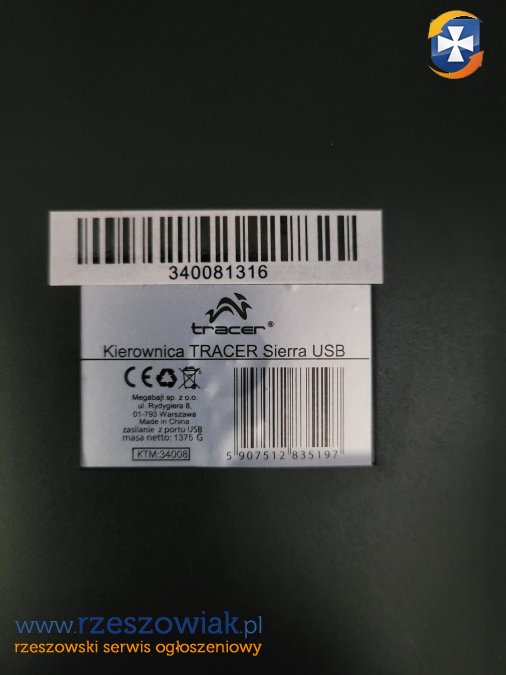 340081316
tracer®
Kierownica TRACER Sierra USB
CE
Megabajt sp. z o.o.
ul. Rydygiera 8,
01-793 Warszawa
Made in China
zasilanie z portu USB
masa netto: 1375 G
KTM:34008
5 907512 835197
www.rzeszowiak.pl
rzeszowski serwis ogłoszeniowy